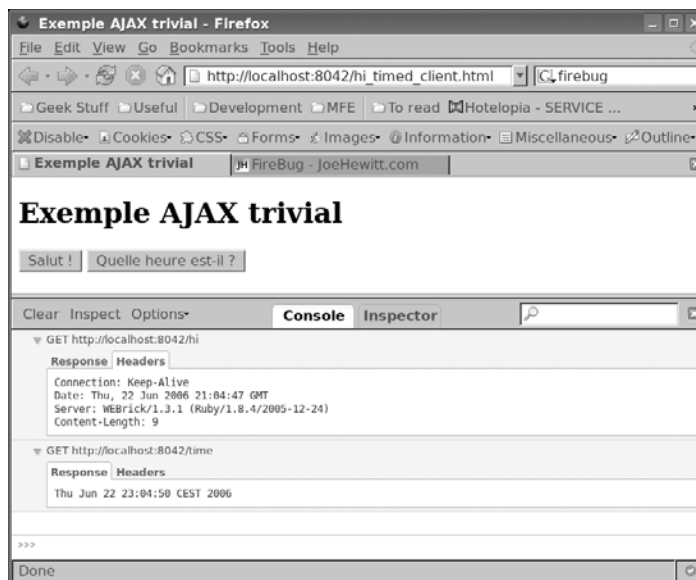 Exemple AJAX trivial - Firefox
File Edit View Go Bookmarks Tools Help
http://localhost:8042/hi_timed_client.html firebug
Geek Stuff Useful Development MFE To read Hotelopia - SERVICE ...
Disable Cookies CSS Forms Images Information Miscellaneous Outline
Exemple AJAX trivial JH FireBug - JoeHewitt.com
Exemple AJAX trivial
Salut ! Quelle heure est-il ?
Clear Inspect Options Console Inspector
GET http://localhost:8042/hi
Response Headers
Connection: Keep-Alive
Date: Thu, 22 Jun 2006 21:04:47 GMT
Server: WEBrick/1.3.1 (Ruby/1.8.4/2005-12-24)
Content-Length: 9
GET http://localhost:8042/time
Response Headers
Thu Jun 22 23:04:50 CEST 2006
>>>
Done